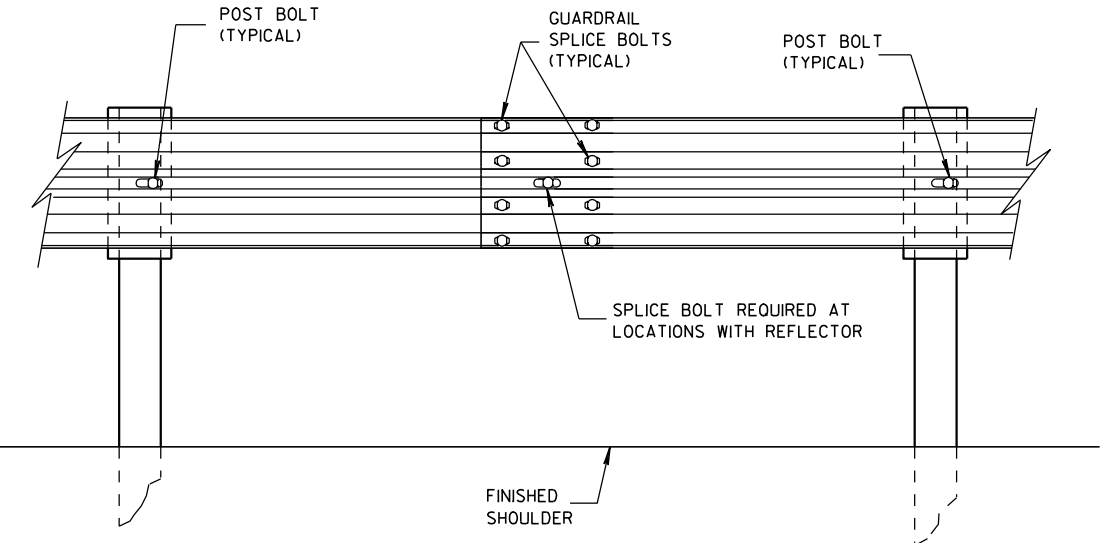 POST BOLT
(TYPICAL)
GUARDRAIL
SPLICE BOLTS
(TYPICAL)
POST BOLT
(TYPICAL)
SPLICE BOLT REQUIRED AT
LOCATIONS WITH REFLECTOR
FINISHED
SHOULDER